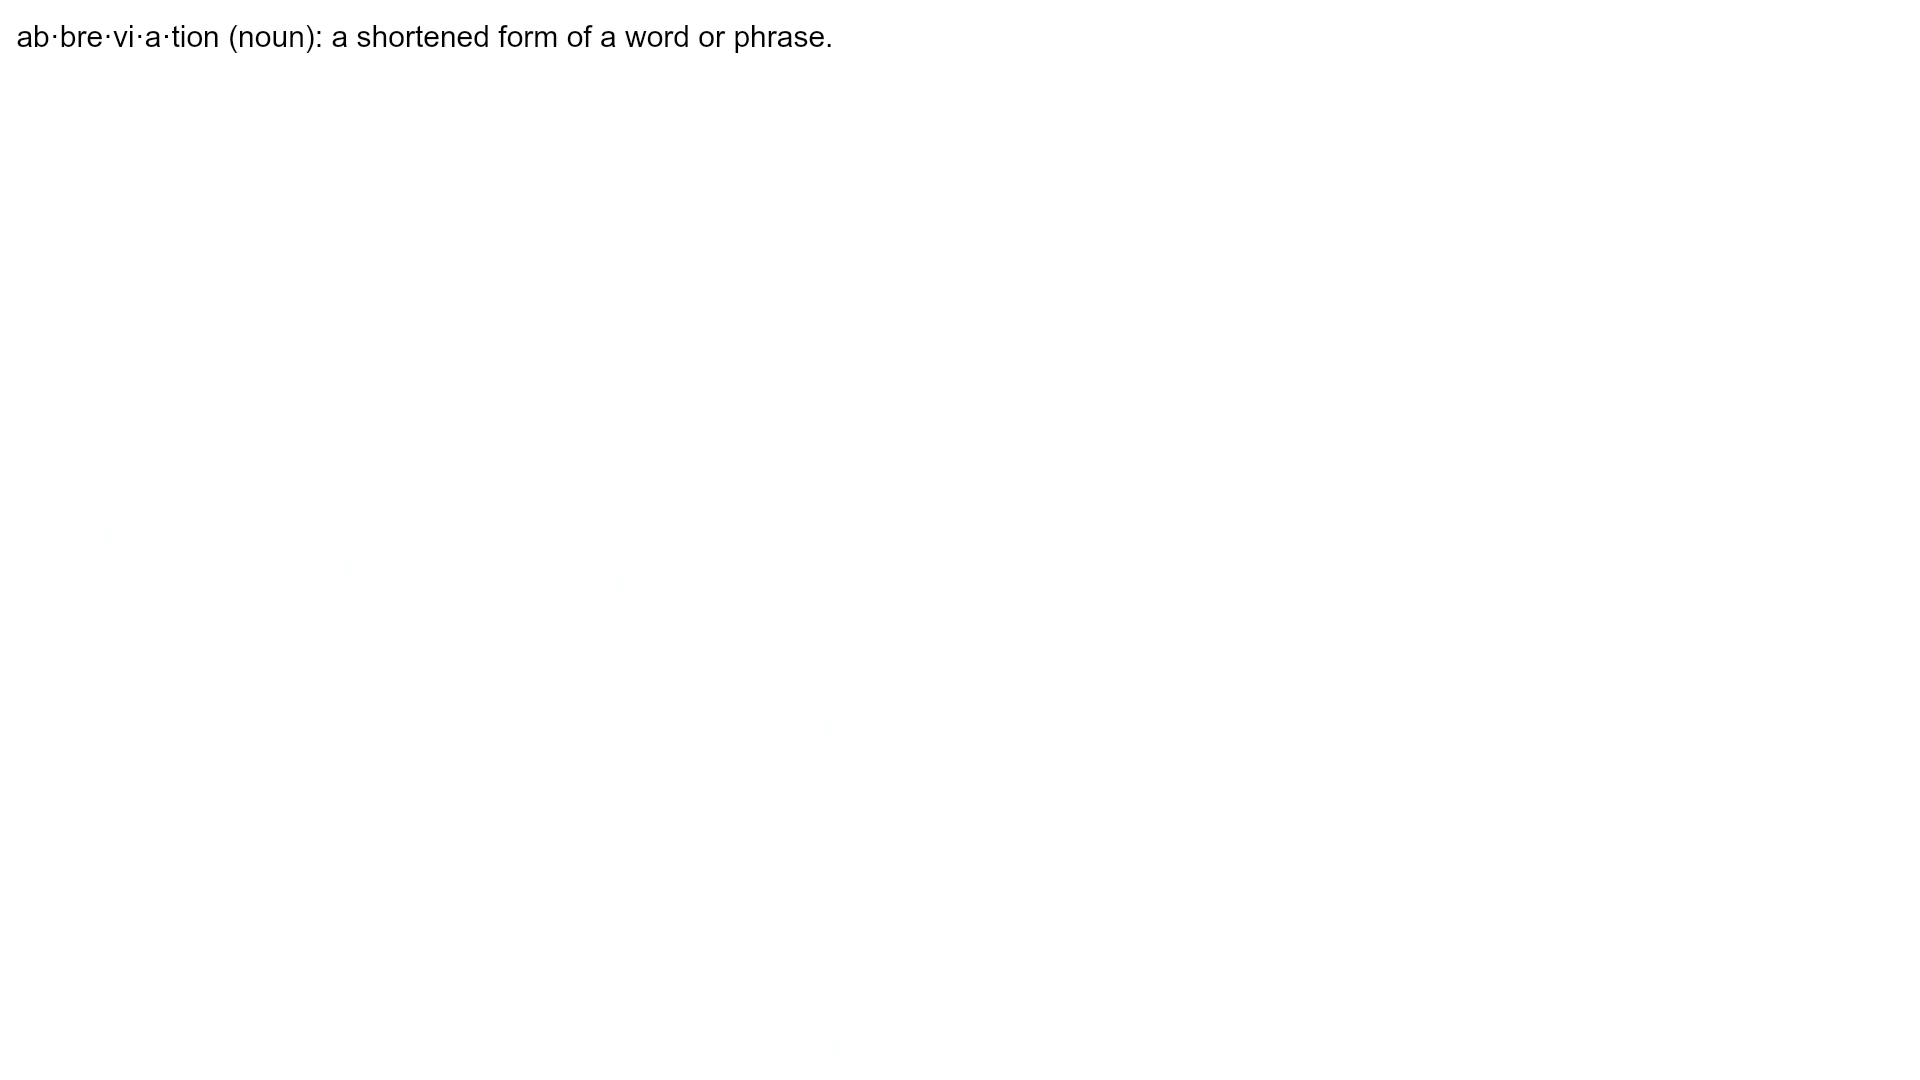 ab·bre·vi·a·tion (noun): a shortened form of a word or phrase.